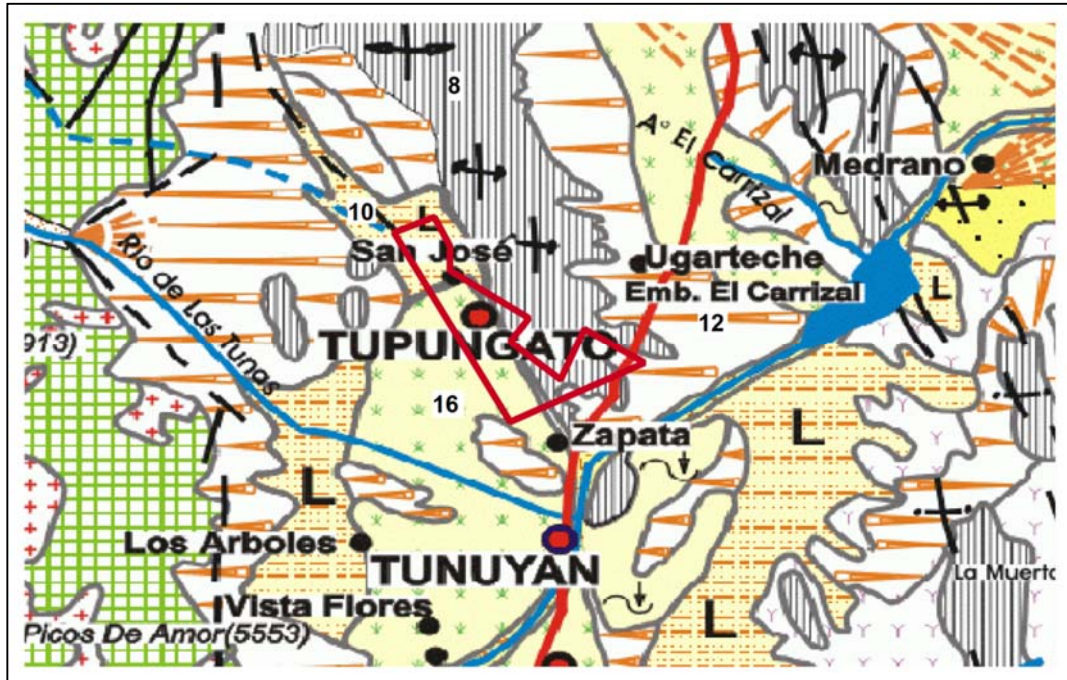 8
A° El Carrizal
Medrano
10
L
San José
Ugarteche
Emb. El Carrizal
L
12
Río de Las Tunas
913)
TUPUNGATO
16
Zapata
L
L
Los Arboles
TUNUYAN
La Muerta
Vista Flores
L
Picos De Amor(5553)